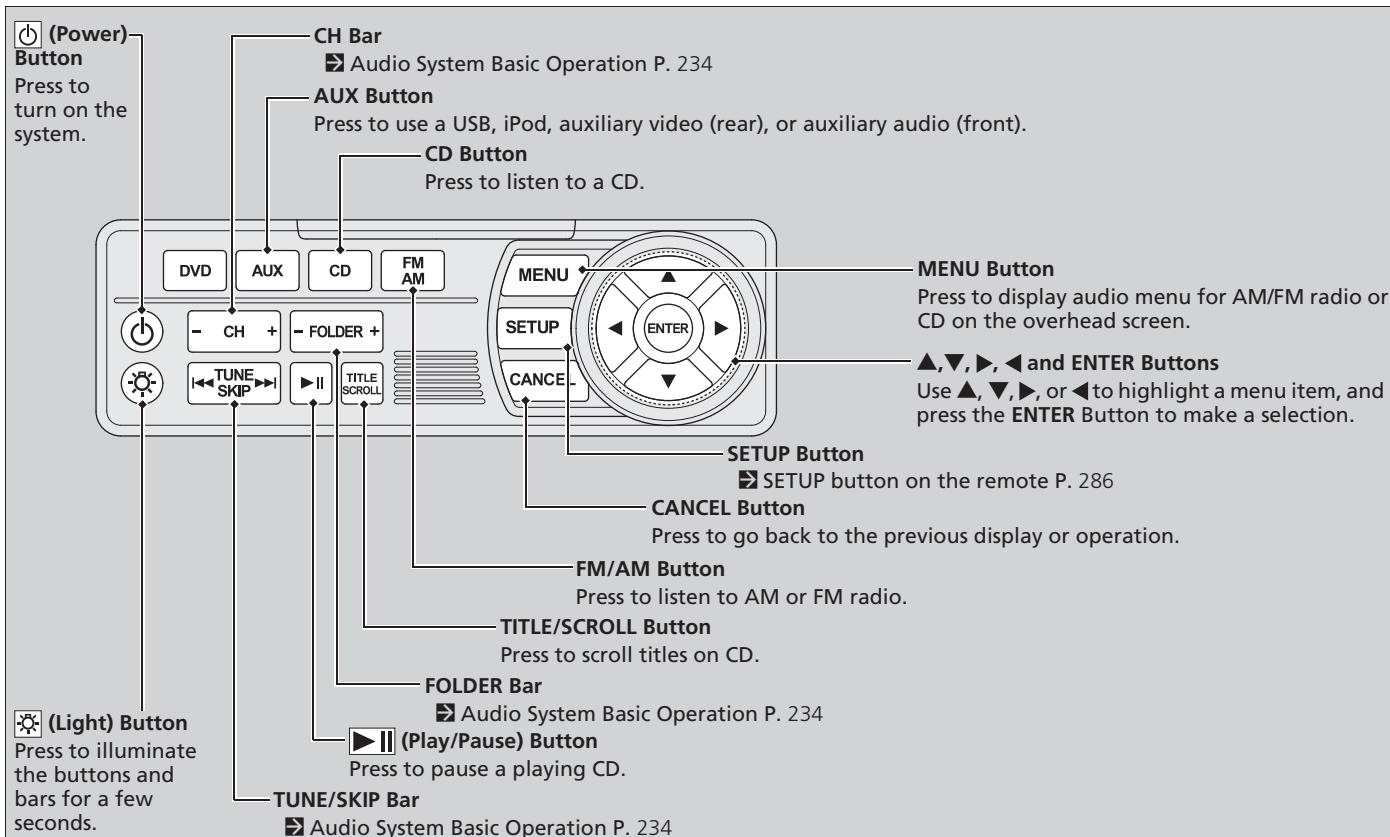 (Power)
Button
Press to
turn on the
system.
CH Bar
Audio System Basic Operation P. 234
AUX Button
Press to use a USB, iPod, auxiliary video (rear), or auxiliary audio (front).
CD Button
Press to listen to a CD.
DVD
AUX
CD
FM
AM
MENU
- CH +
- FOLDER +
SETUP
ENTER
TUNE
SKIP
TITLE
SCROLL
CANCEL
MENU Button
Press to display audio menu for AM/FM radio or
CD on the overhead screen.
▲,▼, ▶, ◀ and ENTER Buttons
Use ▲, ▼, ▶, or ◀ to highlight a menu item, and
press the ENTER Button to make a selection.
SETUP Button
SETUP button on the remote P. 286
CANCEL Button
Press to go back to the previous display or operation.
FM/AM Button
Press to listen to AM or FM radio.
TITLE/SCROLL Button
Press to scroll titles on CD.
FOLDER Bar
Audio System Basic Operation P. 234
(Play/Pause) Button
Press to pause a playing CD.
TUNE/SKIP Bar
Audio System Basic Operation P. 234
(Light) Button
Press to illuminate
the buttons and
bars for a few
seconds.